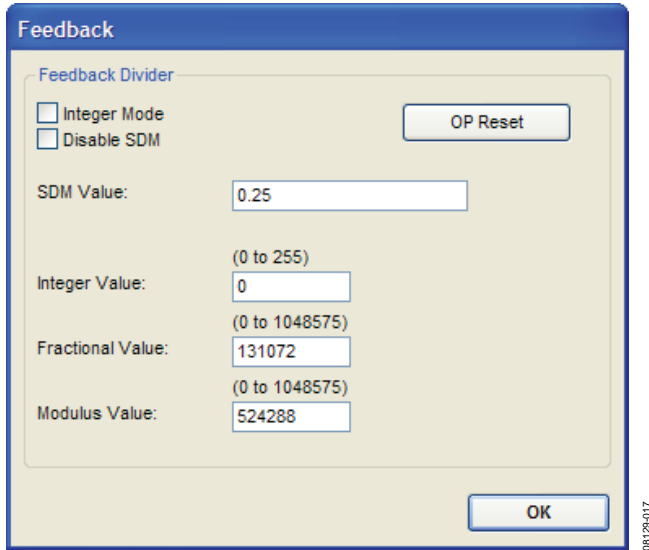 Feedback
Feedback Divider
Integer Mode
Disable SDM
OP Reset
SDM Value:
0.25
(0 to 255)
Integer Value:
0
(0 to 1048575)
Fractional Value:
131072
(0 to 1048575)
Modulus Value:
524288
OK
08129-017